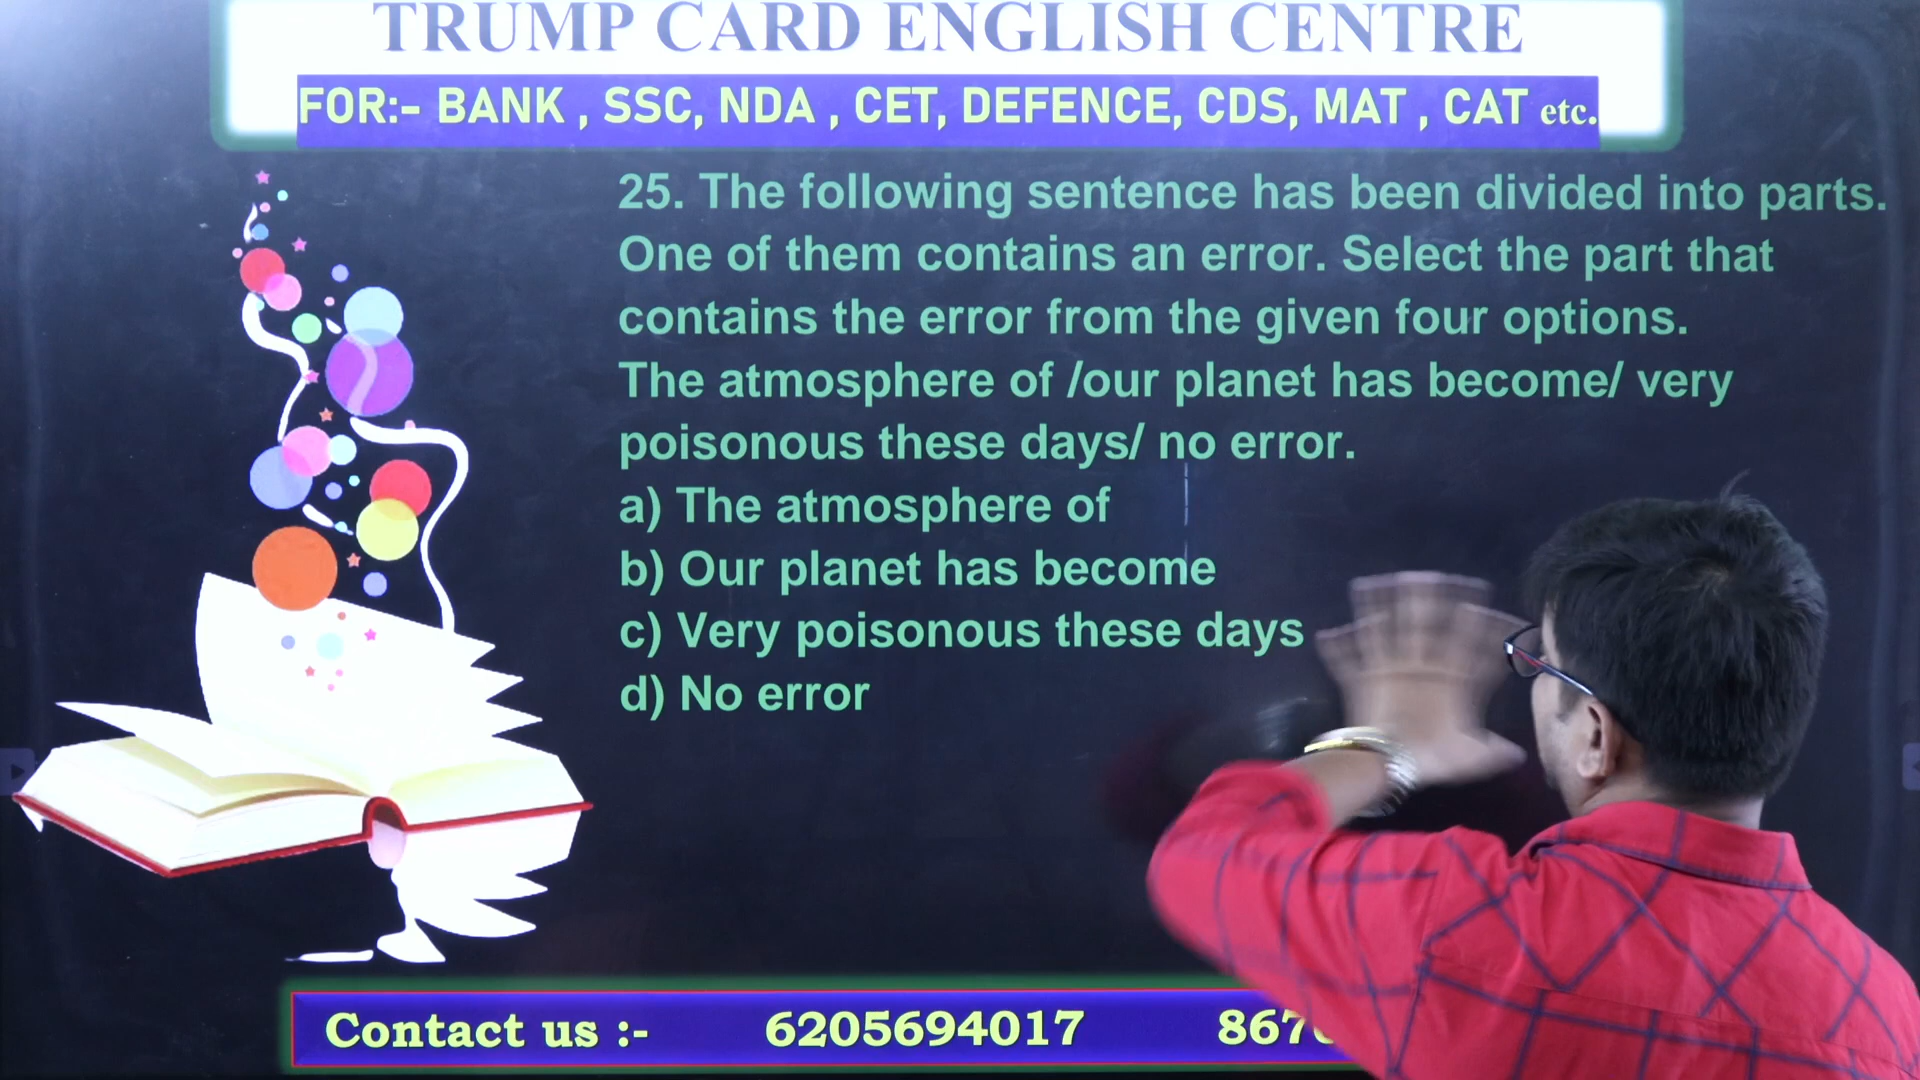 TRUMP CARD ENGLISH CENTRE
FOR:- BANK , SSC, NDA , CET, DEFENCE, CDS, MAT , CAT etc.
25. The following sentence has been divided into parts.
One of them contains an error. Select the part that
contains the error from the given four options.
The atmosphere of /our planet has become/ very
poisonous these days/ no error.
a) The atmosphere of
b) Our planet has become
c) Very poisonous these days
d) No error
Contact us :- 6205694017 867